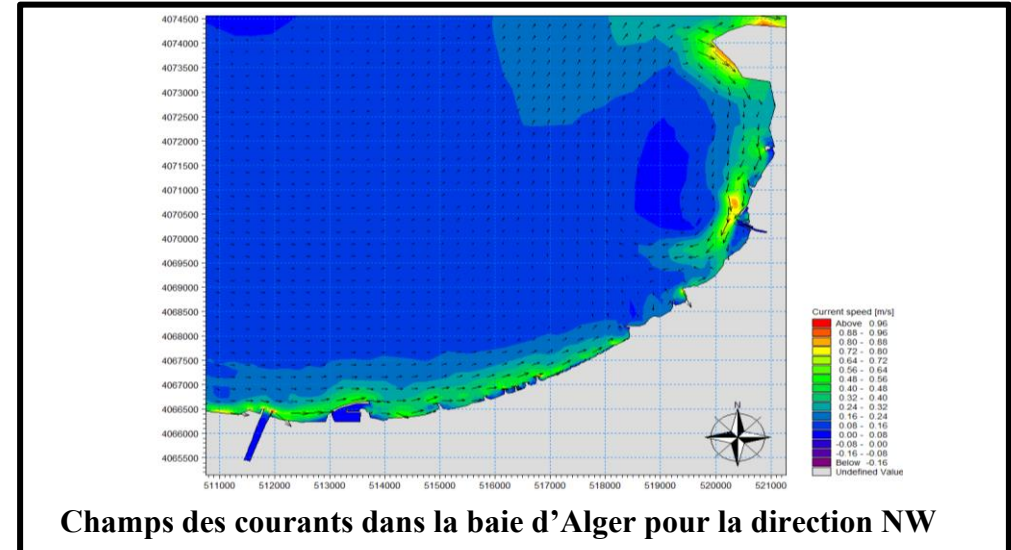 4074500
4074000
4073500
4073000
4072500
4072000
4071500
4071000
4070500
4070000
4069500
4069000
4068500
4068000
4067500
4067000
4066500
4066000
4065500
511000 512000 513000 514000 515000 516000 517000 518000 519000 520000 521000
N
Current speed [m/s]
Above 0.96
0.88 - 0.96
0.80 - 0.88
0.72 - 0.80
0.64 - 0.72
0.56 - 0.64
0.48 - 0.56
0.40 - 0.48
0.32 - 0.40
0.24 - 0.32
0.16 - 0.24
0.08 - 0.16
0.00 - 0.08
-0.08 - 0.00
-0.16 - -0.08
Below -0.16
Undefined Value
Champs des courants dans la baie d’Alger pour la direction NW